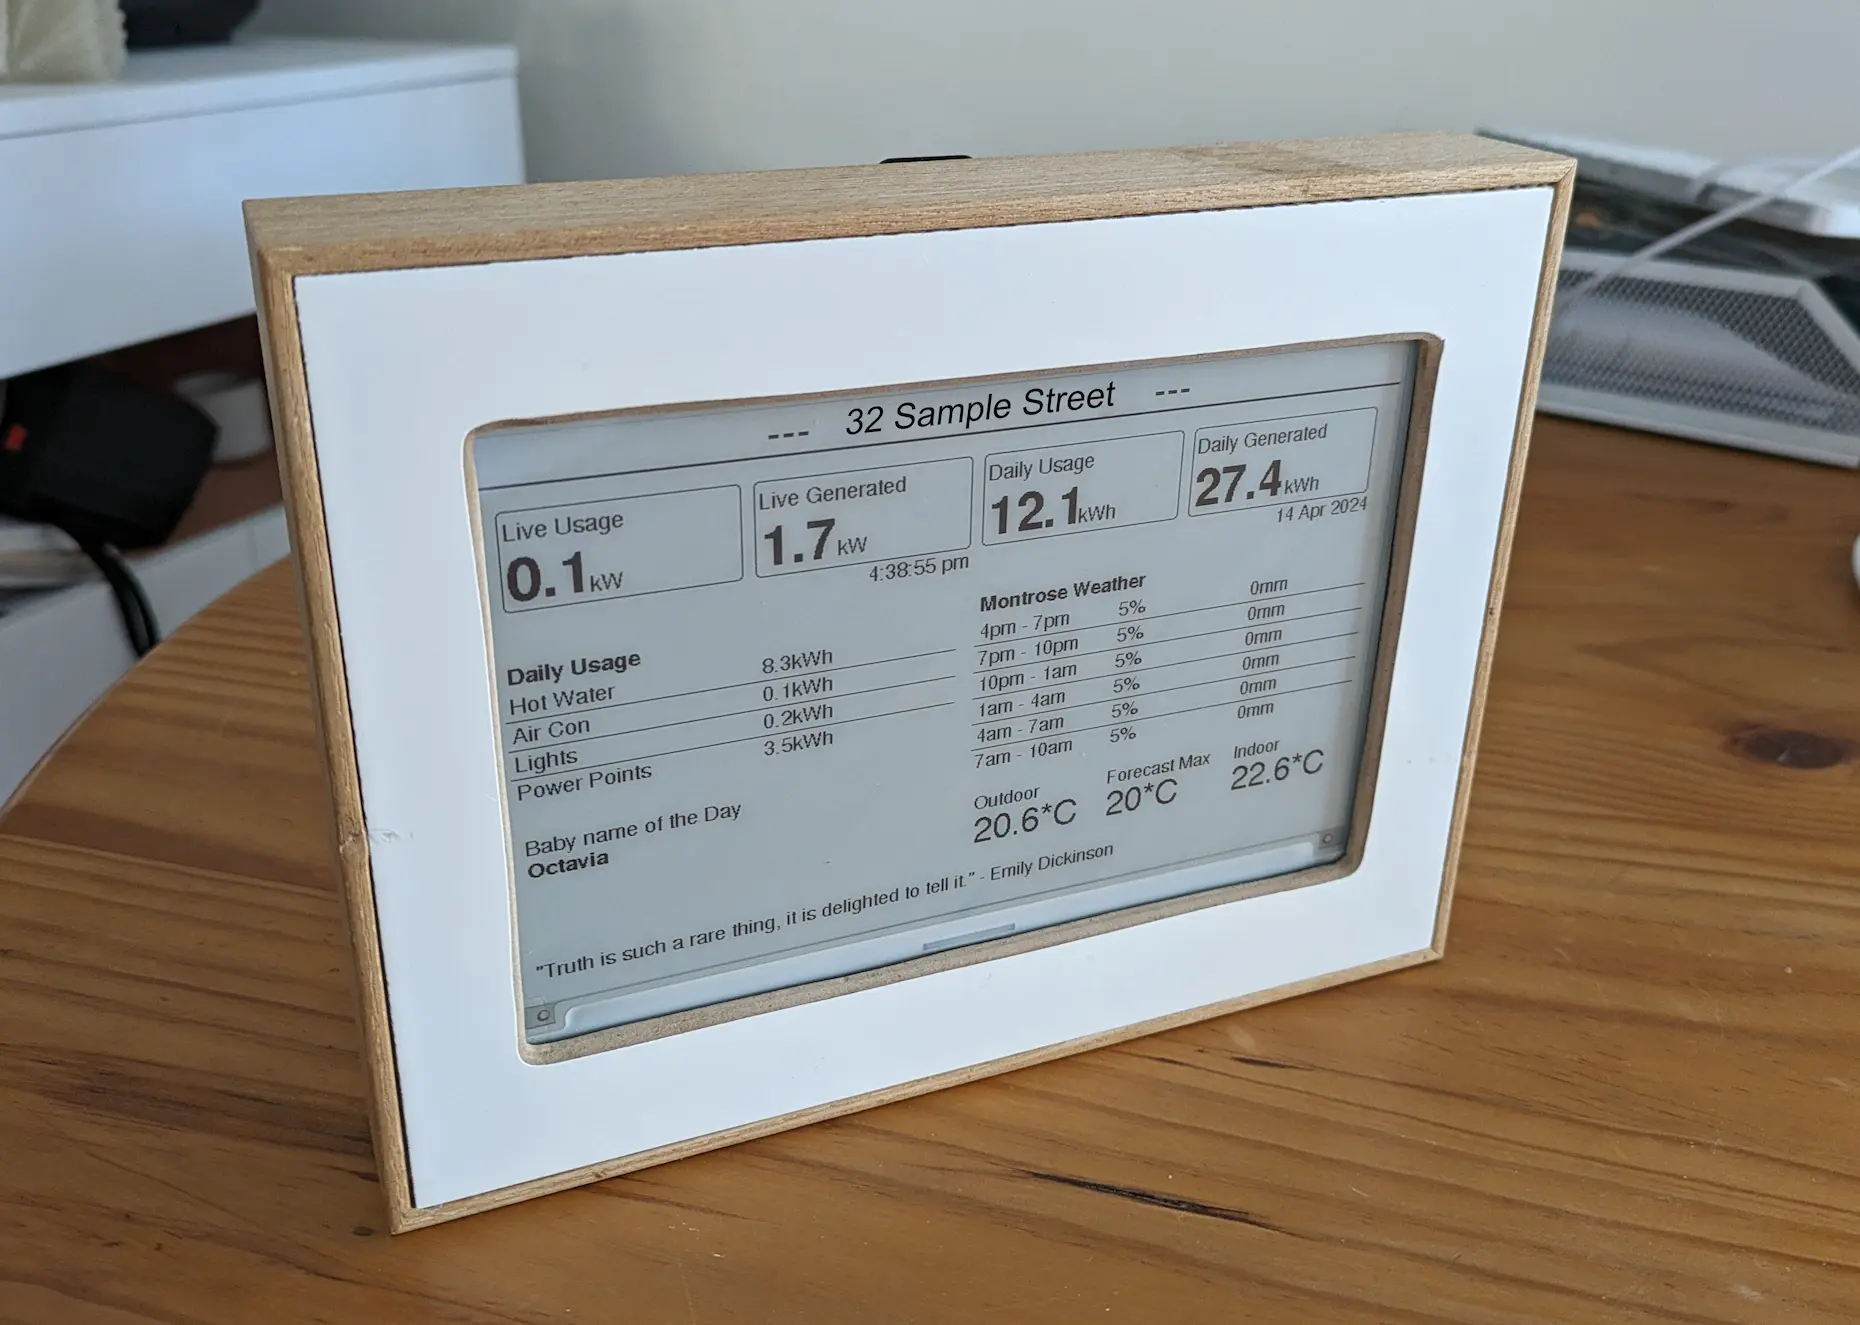 --- 32 Sample Street ---
Live Usage
0.1kW
Live Generated
1.7kW
Daily Usage
12.1kWh
Daily Generated
27.4kWh
4:38:55 pm
14 Apr 2024
Daily Usage
Hot Water 8.3kWh
Air Con 0.1kWh
Lights 0.2kWh
Power Points 3.5kWh
Baby name of the Day
Octavia
Montrose Weather
4pm - 7pm 5% 0mm
7pm - 10pm 5% 0mm
10pm - 1am 5% 0mm
1am - 4am 5% 0mm
4am - 7am 5% 0mm
7am - 10am 5% 0mm
Outdoor
20.6*C
Forecast Max
20*C
Indoor
22.6*C
"Truth is such a rare thing, it is delighted to tell it." - Emily Dickinson